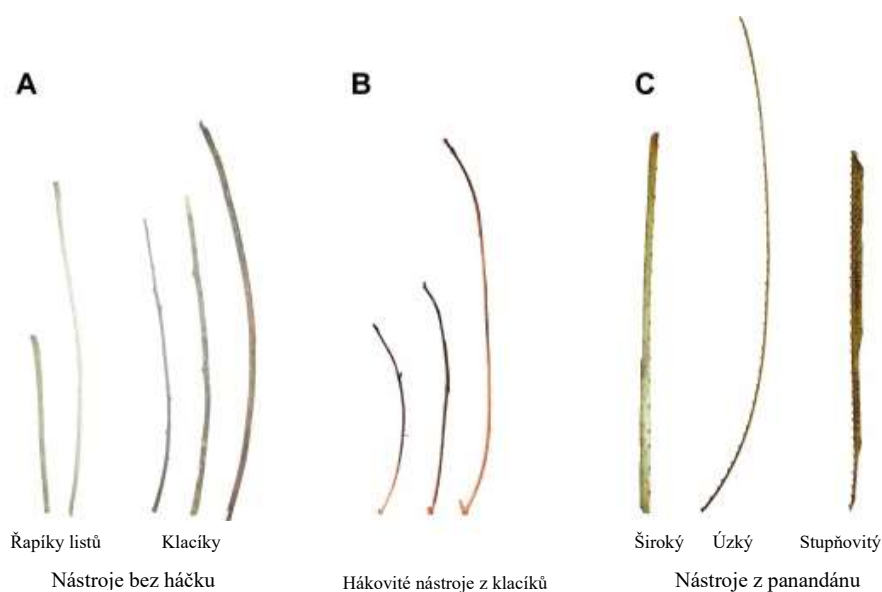 A B C
Řapíky listů Klacíky Široký Úzký Stupňovitý
Nástroje bez háčku Hákovité nástroje z klacíků Nástroje z panandánu